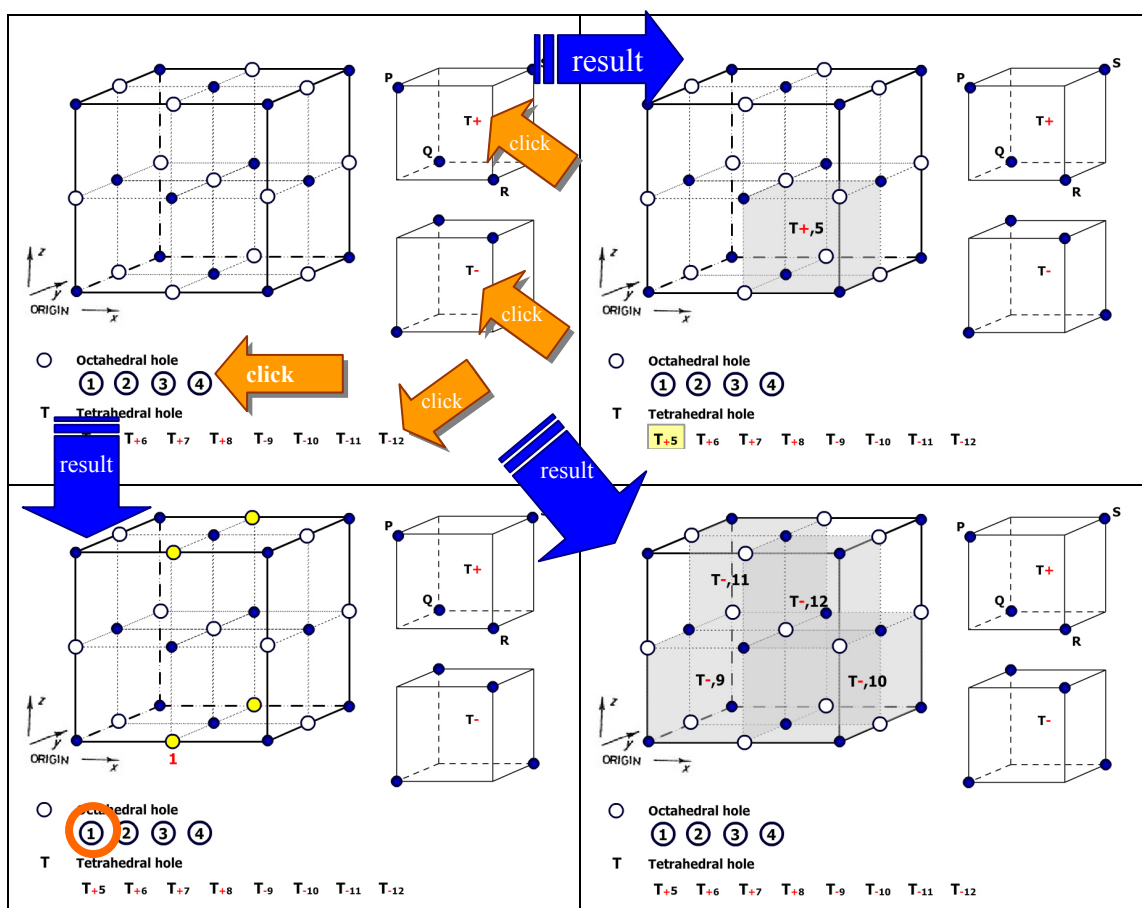 result
P
S
T+
click
Q
R
T-
click
z
y
ORIGIN
x
Octahedral hole
1 2 3 4
click
click
T Tetrahedral hole
T+6 T+7 T+8 T-9 T-10 T-11 T-12
result
P
S
T+
Q
R
T+,5
T-
z
y
ORIGIN
x
Octahedral hole
1 2 3 4
T Tetrahedral hole
T+5 T+6 T+7 T+8 T-9 T-10 T-11 T-12
result
P
T+
Q
R
T-
z
y
ORIGIN
x
1
Octahedral hole
1 2 3 4
T Tetrahedral hole
T+5 T+6 T+7 T+8 T-9 T-10 T-11 T-12
P
S
T-,11
T+
T-,12
Q
R
T-,9
T-,10
T-
z
y
ORIGIN
x
Octahedral hole
1 2 3 4
T Tetrahedral hole
T+5 T+6 T+7 T+8 T-9 T-10 T-11 T-12